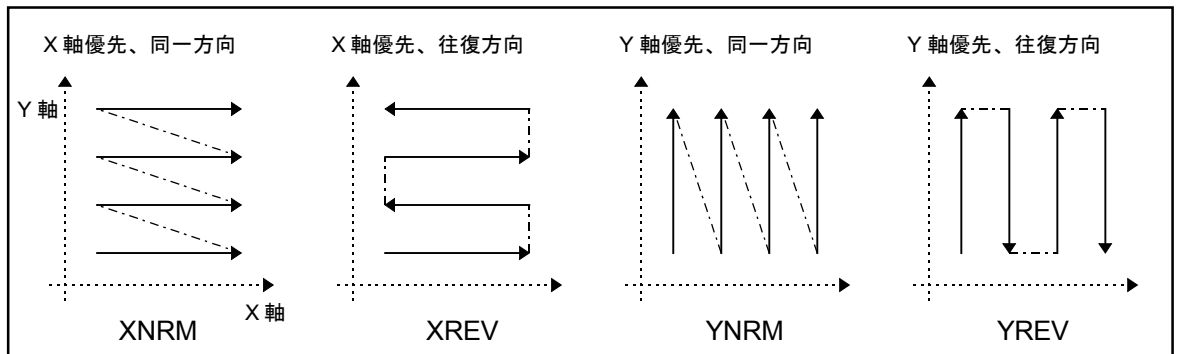 X 軸優先、同一方向
X 軸優先、往復方向
Y 軸優先、同一方向
Y 軸優先、往復方向
Y 軸
X 軸
XNRM
XREV
YNRM
YREV